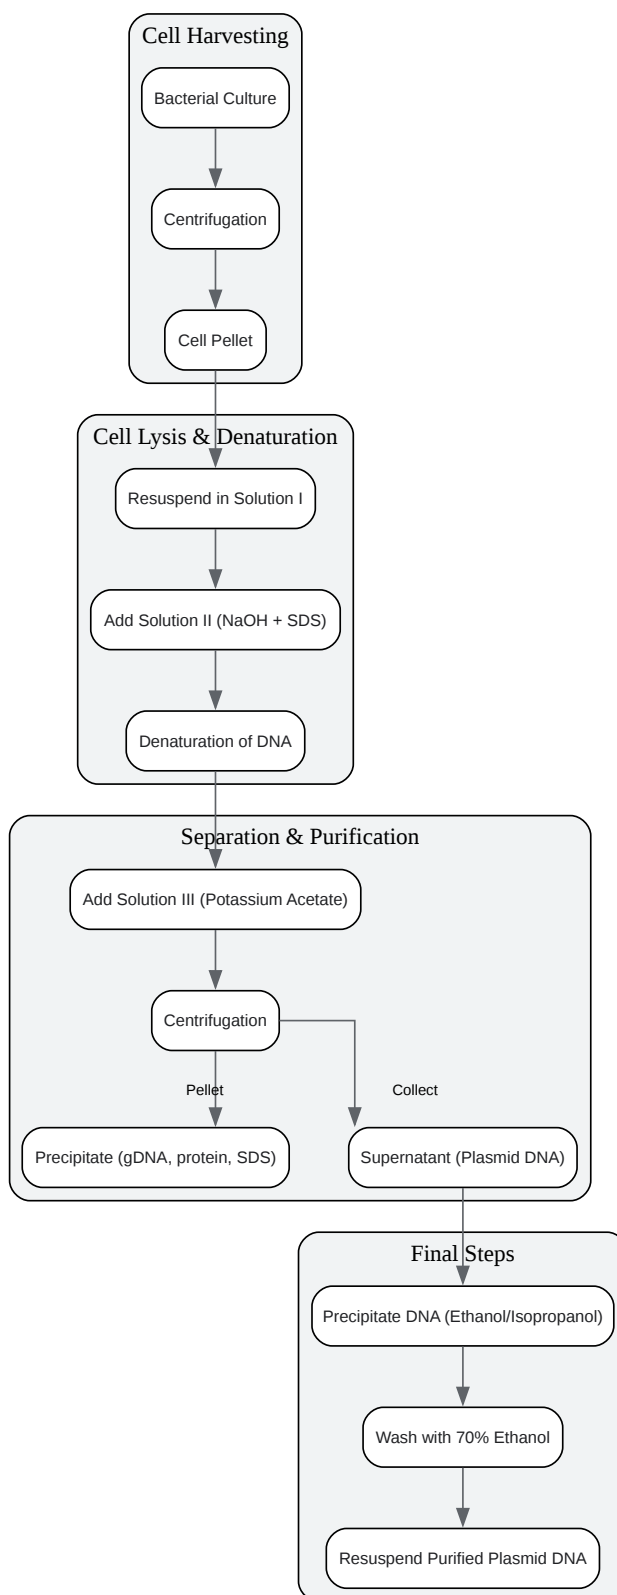 Cell Harvesting
Bacterial Culture
Centrifugation
Cell Pellet
Cell Lysis & Denaturation
Resuspend in Solution I
Add Solution II (NaOH + SDS)
Denaturation of DNA
Separation & Purification
Add Solution III (Potassium Acetate)
Centrifugation
Pellet
Collect
Precipitate (gDNA, protein, SDS)
Supernatant (Plasmid DNA)
Final Steps
Precipitate DNA (Ethanol/Isopropanol)
Wash with 70% Ethanol
Resuspend Purified Plasmid DNA